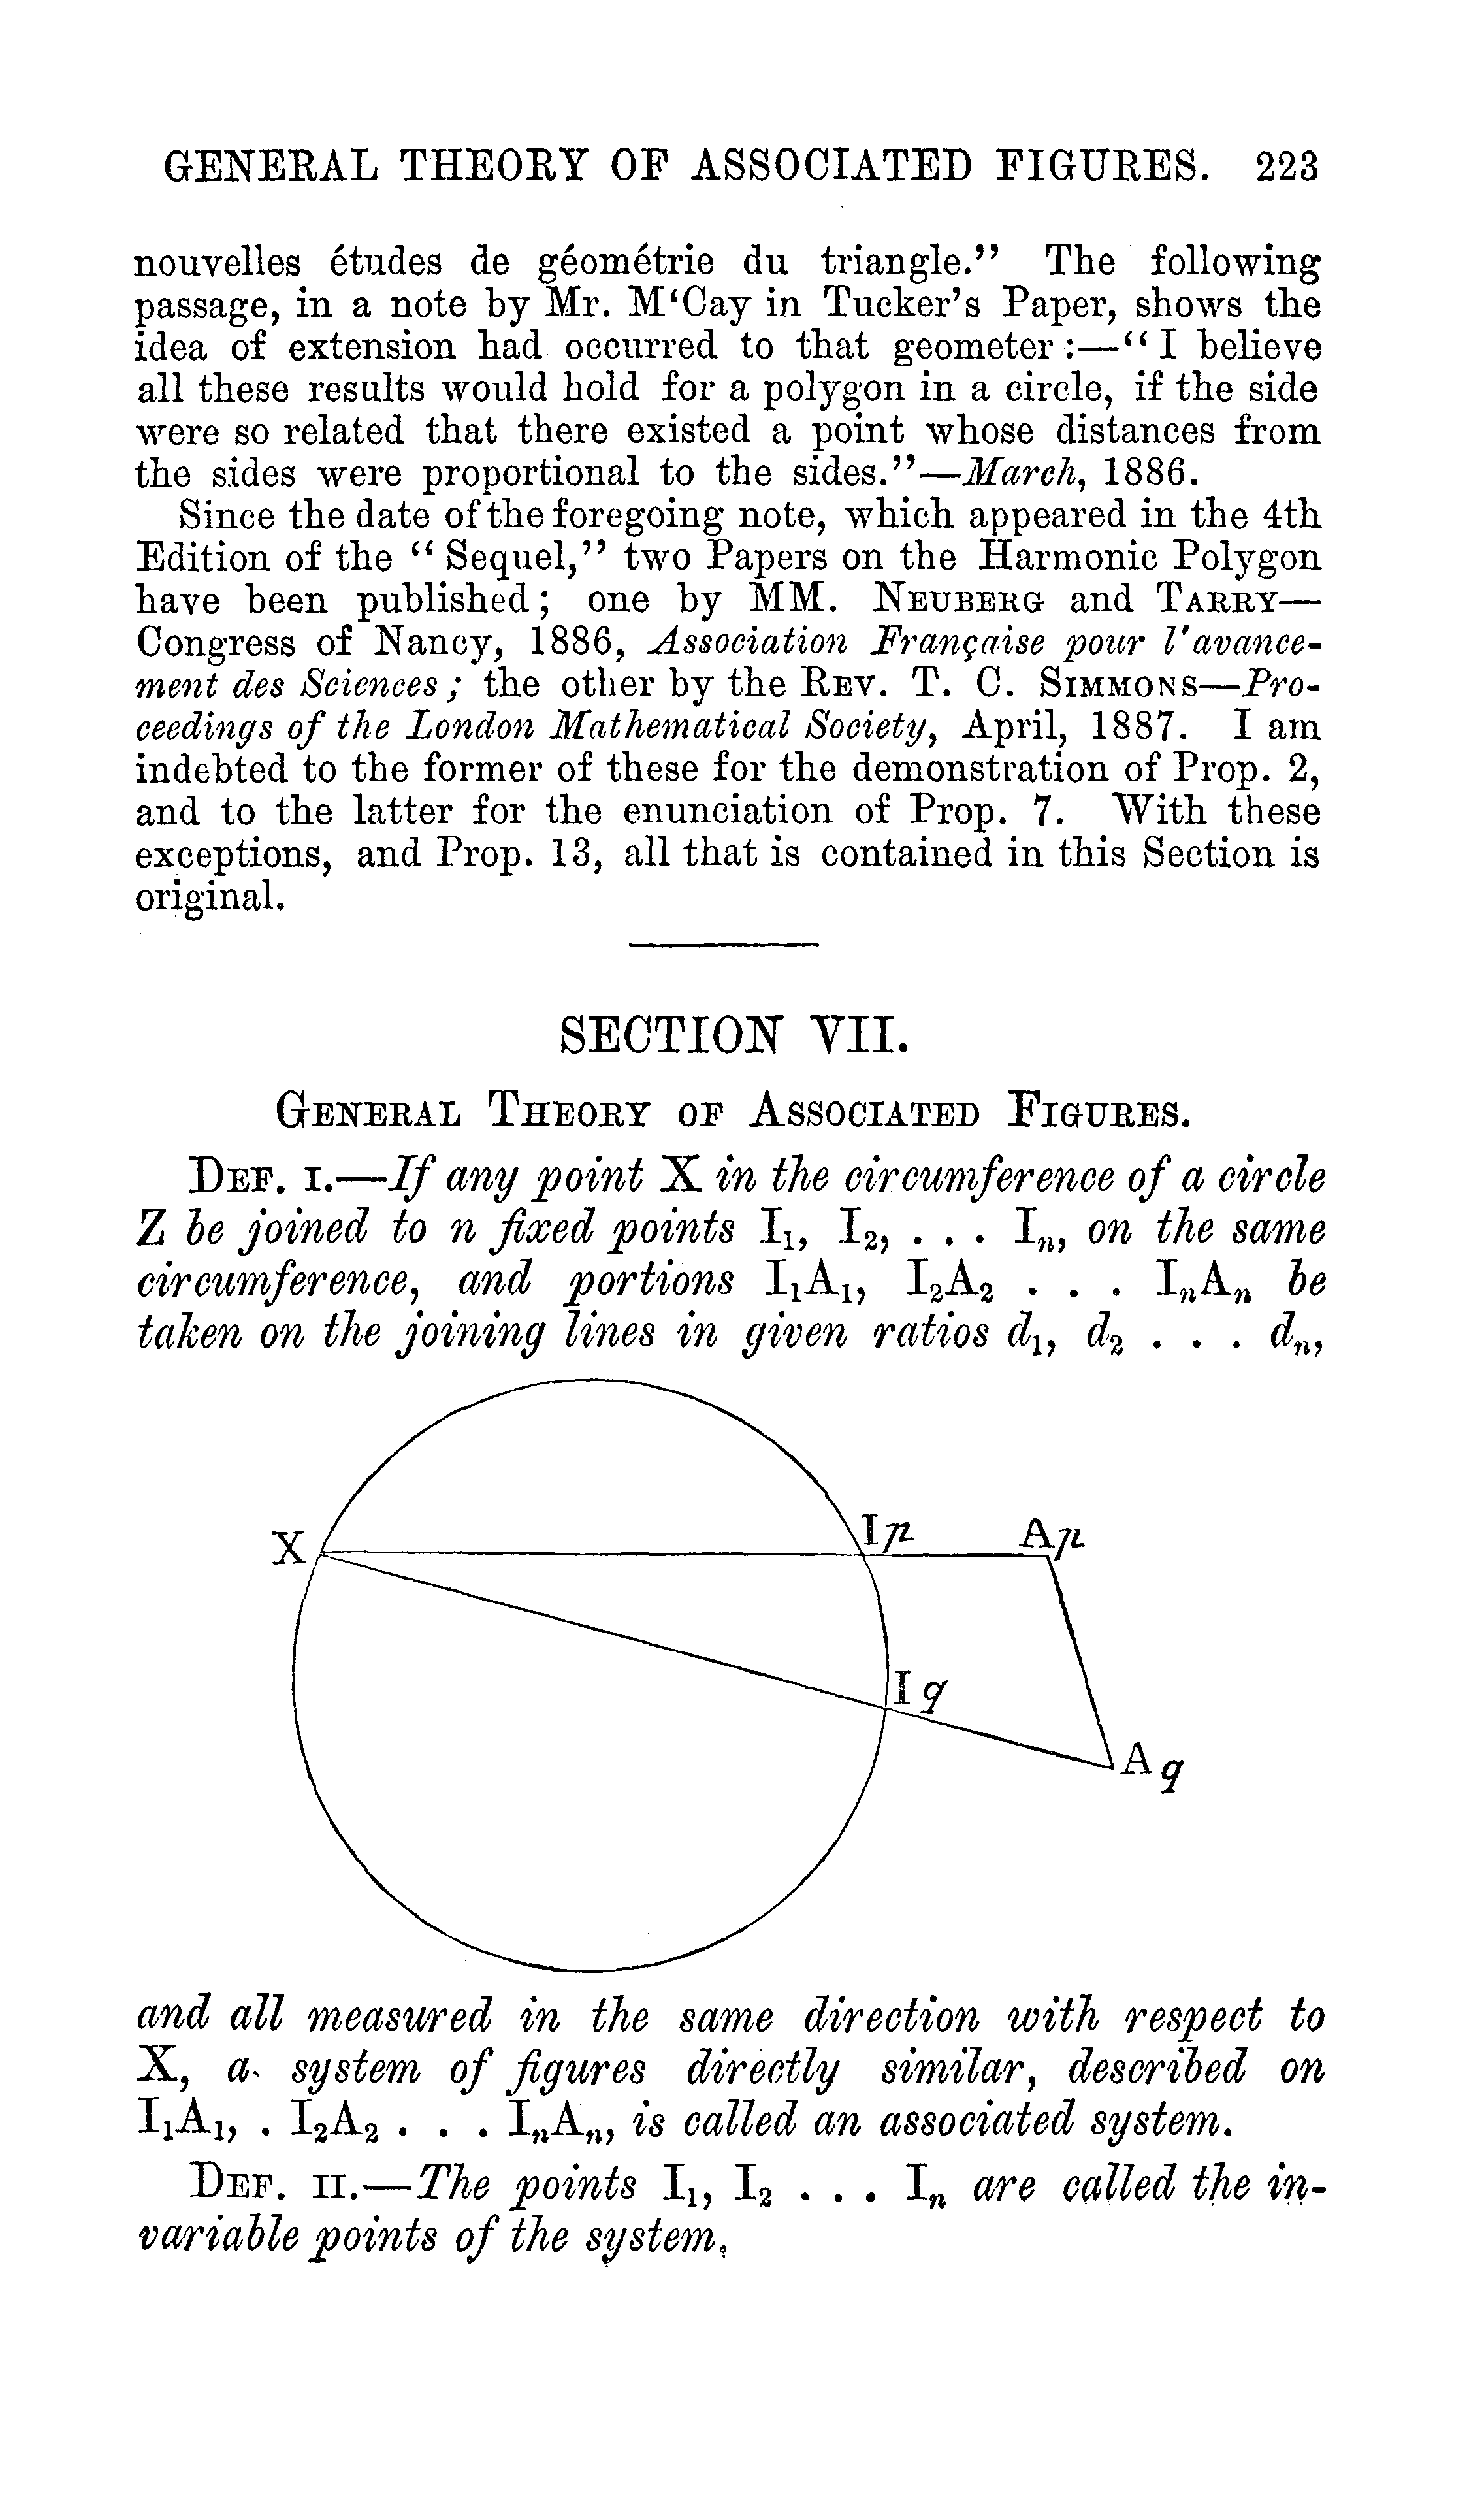 GENERAL THEORY OF ASSOCIATED FIGURES. 223
nouvelles études de géométrie du triangle.” The following
passage, in a note by Mr. M‘Cay in Tucker’s Paper, shows the
idea of extension had occurred to that geometer :—“ I believe
all these results would hold for a polygon in a circle, if the side
were so related that there existed a point whose distances from
the sides were proportional to the sides.”—March, 1886.
Since the date of the foregoing note, which appeared in the 4th
Edition of the “ Sequel,” two Papers on the Harmonic Polygon
have been published; one by MM. NEUBERG and TARRY—
Congress of Nancy, 1886, Association Française pour l’avance-
ment des Sciences; the other by the REV. T. C. SIMMONS—Pro-
ceedings of the London Mathematical Society, April, 1887. I am
indebted to the former of these for the demonstration of Prop. 2,
and to the latter for the enunciation of Prop. 7. With these
exceptions, and Prop. 13, all that is contained in this Section is
original.
SECTION VII.
GENERAL THEORY OF ASSOCIATED FIGURES.
DEF. I.—If any point X in the circumference of a circle
Z be joined to n fixed points I₁, I₂, . . . Iₙ, on the same
circumference, and portions I₁A₁, I₂A₂ . . . IₙAₙ be
taken on the joining lines in given ratios d₁, d₂ . . . dₙ,
X Ip Ap
Iq
Aq
and all measured in the same direction with respect to
X, a system of figures directly similar, described on
I₁A₁, . I₂A₂ . . . IₙAₙ, is called an associated system.
DEF. II.—The points I₁, I₂ . . . Iₙ are called the in-
variable points of the system.